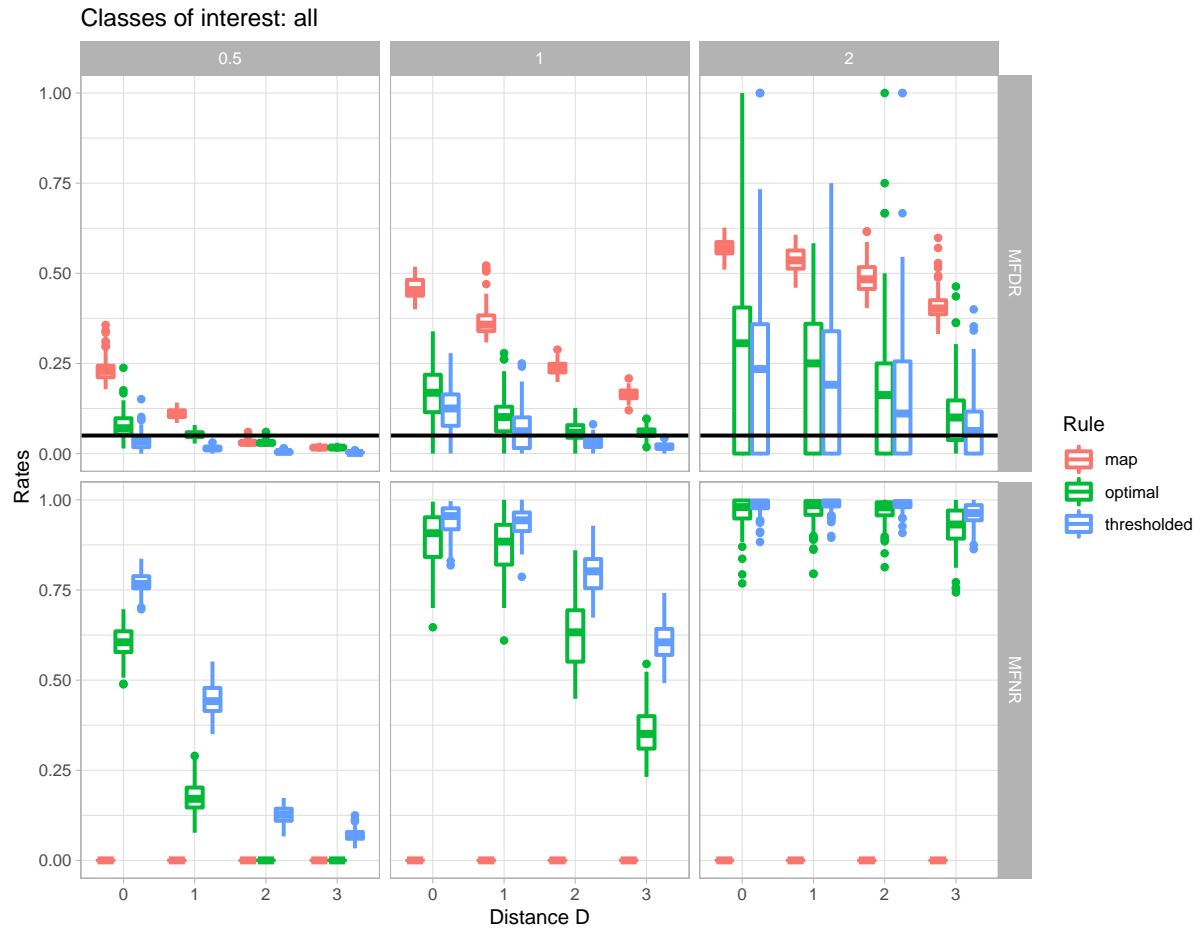 Classes of interest: all
0.5 1 2
1.00
0.75
0.50
0.25
0.00
MFDR
Rates
1.00
0.75
0.50
0.25
0.00
MFNR
0 1 2 3 0 1 2 3 0 1 2 3
Distance D
Rule
map
optimal
thresholded